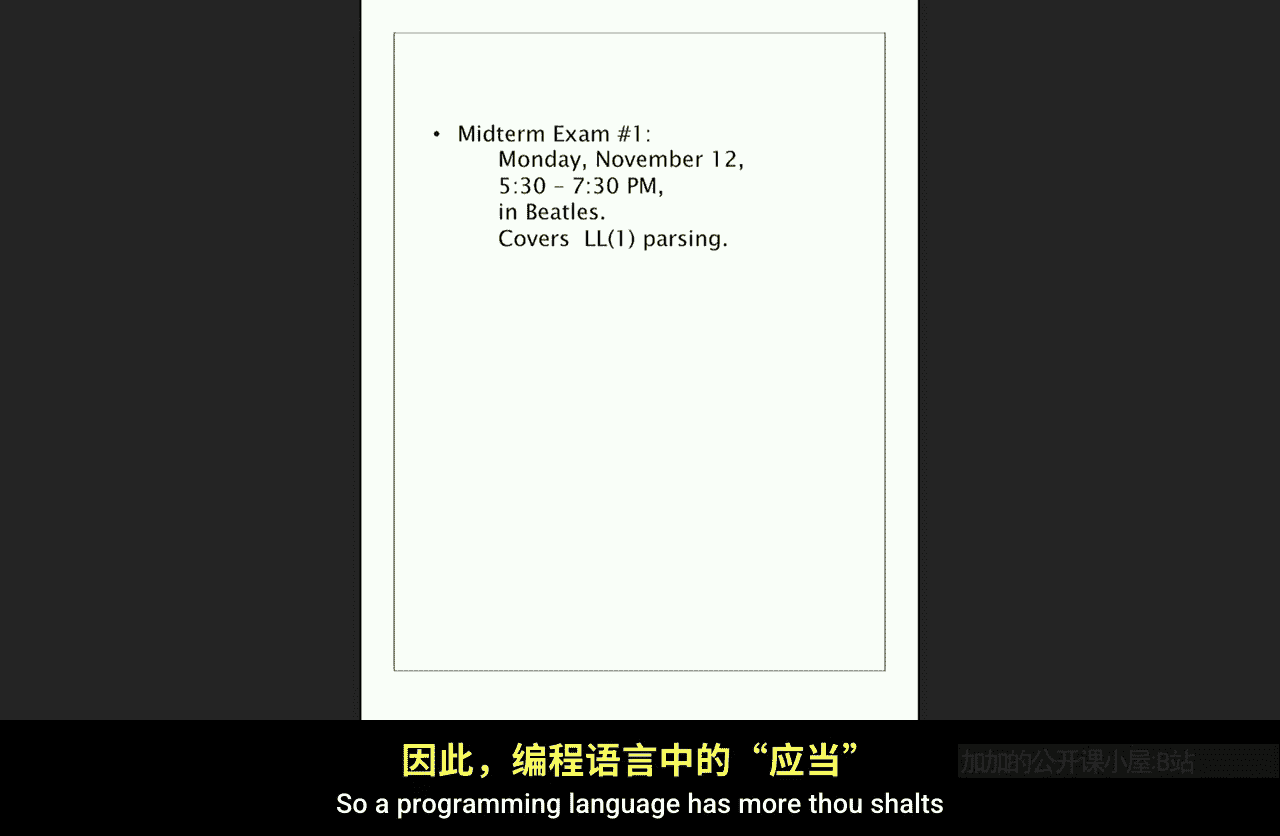 • Midterm Exam #1:
Monday, November 12,
5:30 – 7:30 PM,
in Beatles.
Covers LL(1) parsing.
因此，编程语言中的“应当”
加加的公开课小屋:B站
So a programming language has more thou shalts